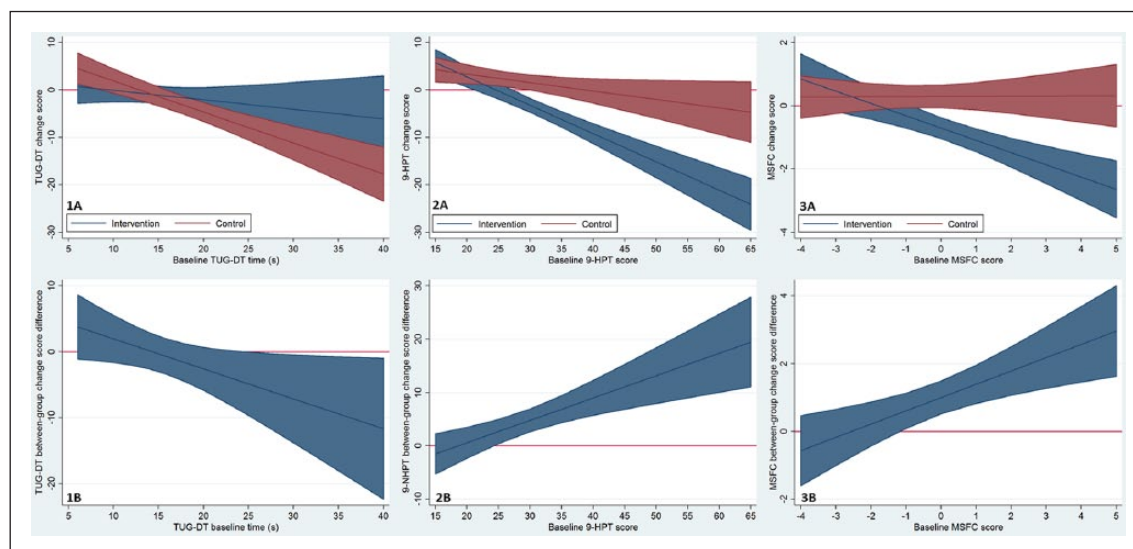 TUG-DT change score
10
0
-10
-20
-30
1A
Intervention Control
5 10 15 20 25 30 35 40
Baseline TUG-DT time (s)
9-HPT change score
10
0
-10
-20
-30
2A
Intervention Control
15 20 25 30 35 40 45 50 55 60 65
Baseline 9-HPT score
MSFC change score
2
0
-2
-4
3A
Intervention Control
-4 -3 -2 -1 0 1 2 3 4 5
Baseline MSFC score
TUG-DT between-group change score difference
10
0
-10
-20
1B
5 10 15 20 25 30 35 40
TUG-DT baseline time (s)
9-NHPT between-group change score difference
30
20
10
0
-10
2B
15 20 25 30 35 40 45 50 55 60 65
Baseline 9-HPT score
MSFC between-group change score difference
4
2
0
-2
3B
-4 -3 -2 -1 0 1 2 3 4 5
Baseline MSFC score